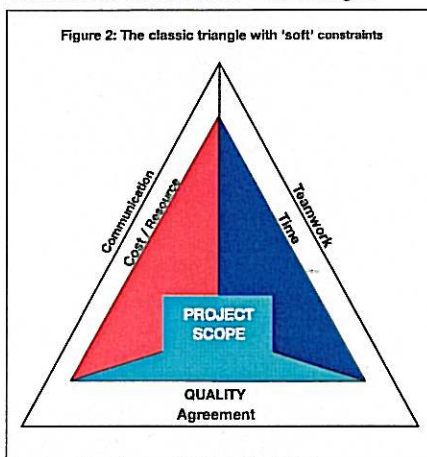 Figure 2: The classic triangle with 'soft' constraints
Communication
Cost / Resource
Teamwork
Time
PROJECT
SCOPE
QUALITY
Agreement